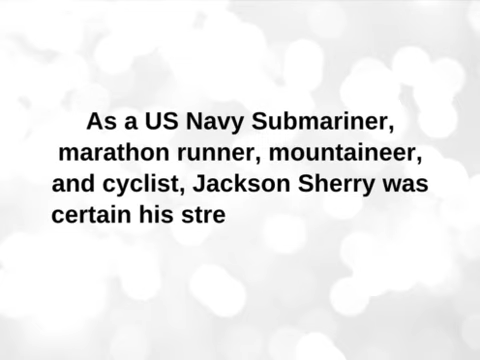 As a US Navy Submariner,
marathon runner, mountaineer,
and cyclist, Jackson Sherry was
certain his stre